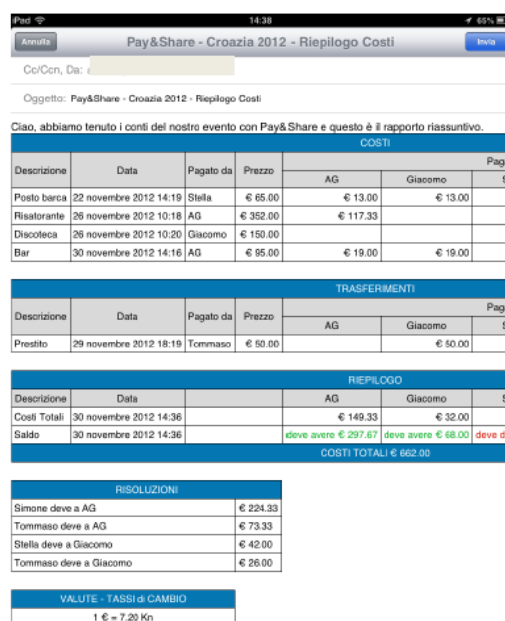 iPad 14:38 65%
Annulla Pay&Share - Croazia 2012 - Riepilogo Costi Invia
Cc/Ccn, Da:
Oggetto: Pay&Share - Croazia 2012 - Riepilogo Costi
Ciao, abbiamo tenuto i conti del nostro evento con Pay&Share e questo è il rapporto riassuntivo.
COSTI
Descrizione Data Pagato da Prezzo Pag
AG Giacomo S
Posto barca 22 novembre 2012 14:19 Stella € 65.00 € 13.00 € 13.00
Risatorante 26 novembre 2012 10:18 AG € 352.00 € 117.33
Discoteca 26 novembre 2012 10:20 Giacomo € 150.00
Bar 30 novembre 2012 14:16 AG € 95.00 € 19.00 € 19.00
TRASFERIMENTI
Descrizione Data Pagato da Prezzo Pag
AG Giacomo S
Prestito 29 novembre 2012 18:19 Tommaso € 50.00 € 50.00
RIEPILOGO
Descrizione Data AG Giacomo S
Costi Totali 30 novembre 2012 14:36 € 149.33 € 32.00
Saldo 30 novembre 2012 14:36 deve avere € 297.67 deve avere € 68.00 deve d
COSTI TOTALI € 662.00
RISOLUZIONI
Simone deve a AG € 224.33
Tommaso deve a AG € 73.33
Stella deve a Giacomo € 42.00
Tommaso deve a Giacomo € 26.00
VALUTE - TASSI di CAMBIO
1 € = 7.20 Kn